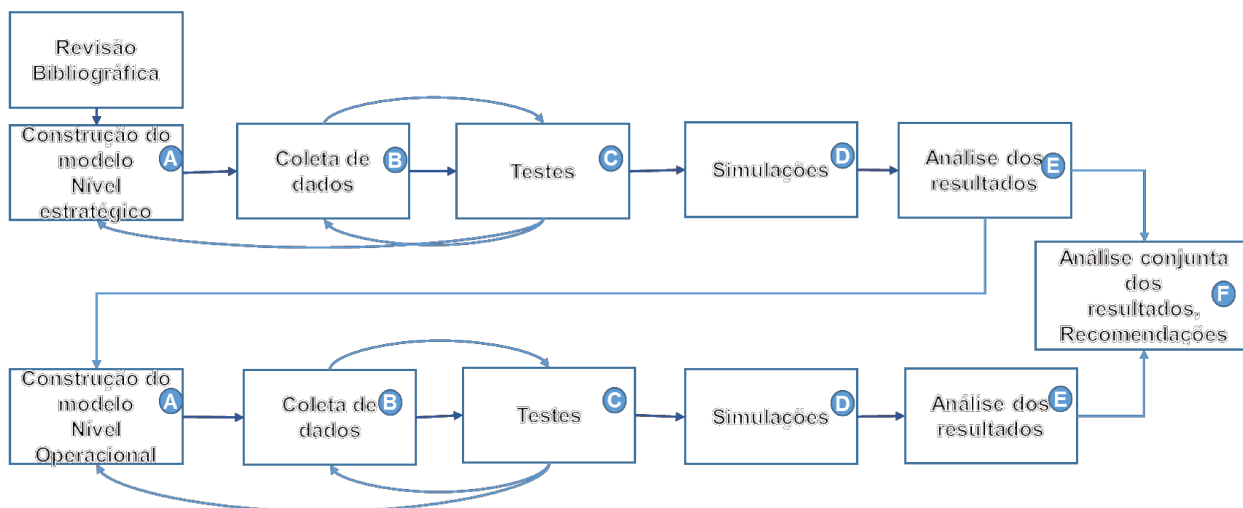 Revisão
Bibliográfica
Construção do
modelo
Nível
estratégico
A
Coleta de
dados
B
Testes
C
Simulações
D
Análise dos
resultados
E
Análise conjunta
dos
resultados,
Recomendações
F
Construção do
modelo
Nível
Operacional
A
Coleta de
dados
B
Testes
C
Simulações
D
Análise dos
resultados
E